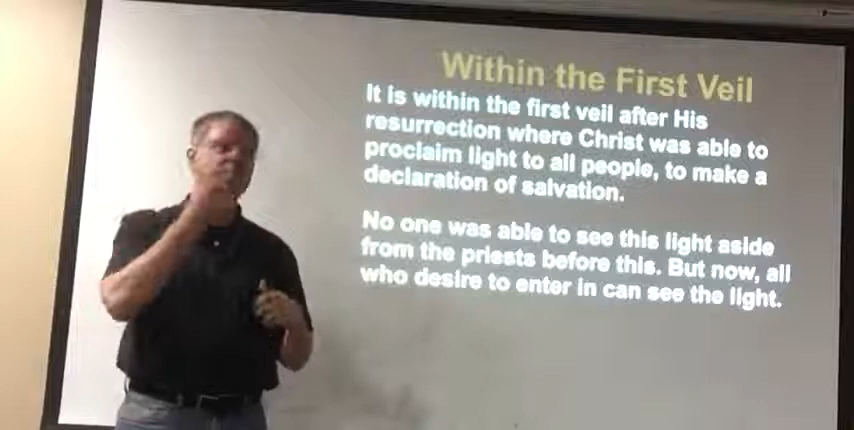 Within the First Veil
It is within the first veil after His
resurrection where Christ was able to
proclaim light to all people, to make a
declaration of salvation.
No one was able to see this light aside
from the priests before this. But now, all
who desire to enter in can see the light.